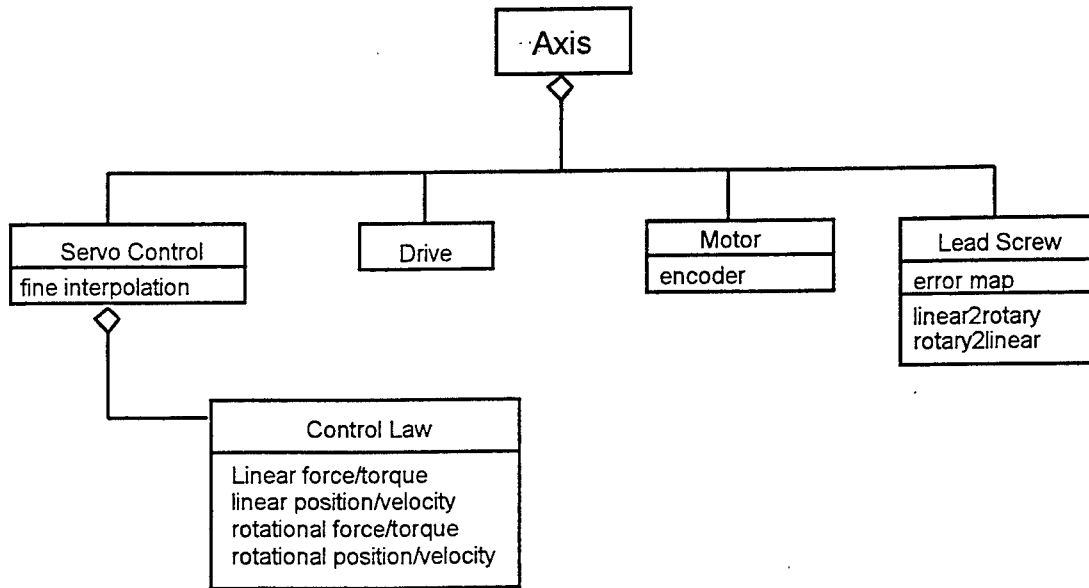 Axis
Servo Control
fine interpolation
Drive
Motor
encoder
Lead Screw
error map
linear2rotary
rotary2linear
Control Law
Linear force/torque
linear position/velocity
rotational force/torque
rotational position/velocity